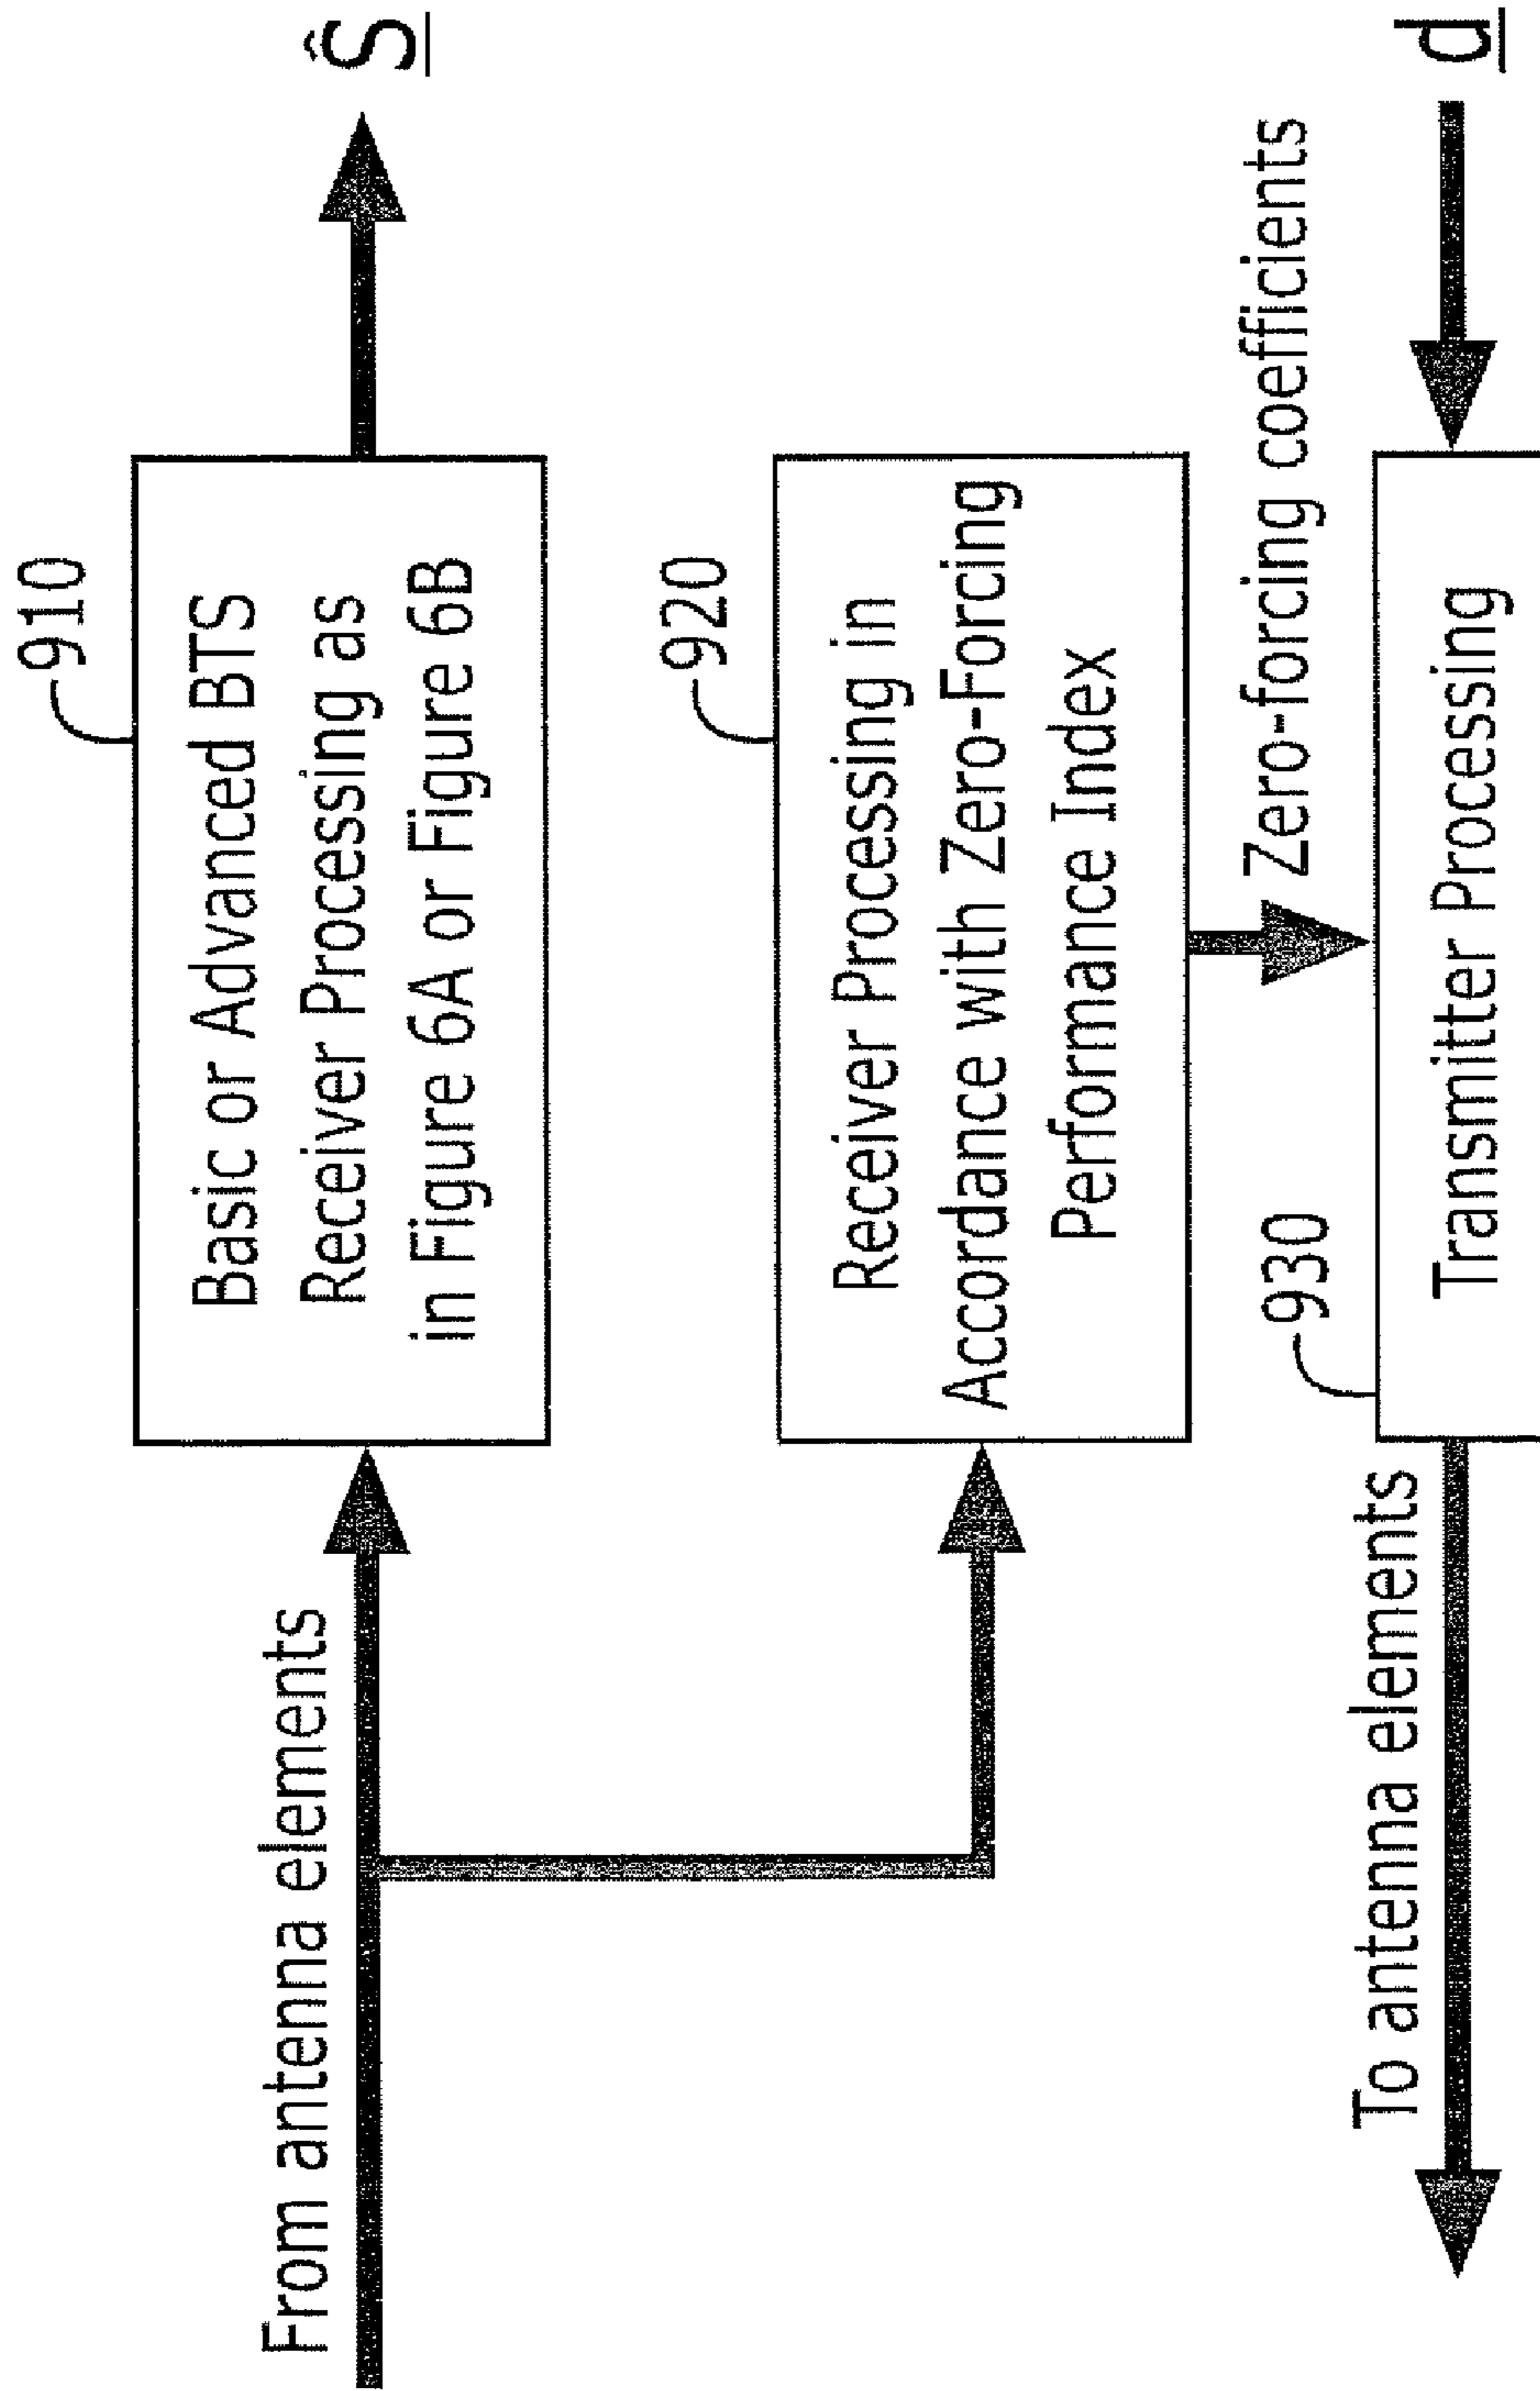 910
From antenna elements
Basic or Advanced BTS
Receiver Processing as
in Figure 6A or Figure 6B
Ŝ
920
Receiver Processing in
Accordance with Zero-Forcing
Performance Index
Zero-forcing coefficients
930
To antenna elements
Transmitter Processing
d